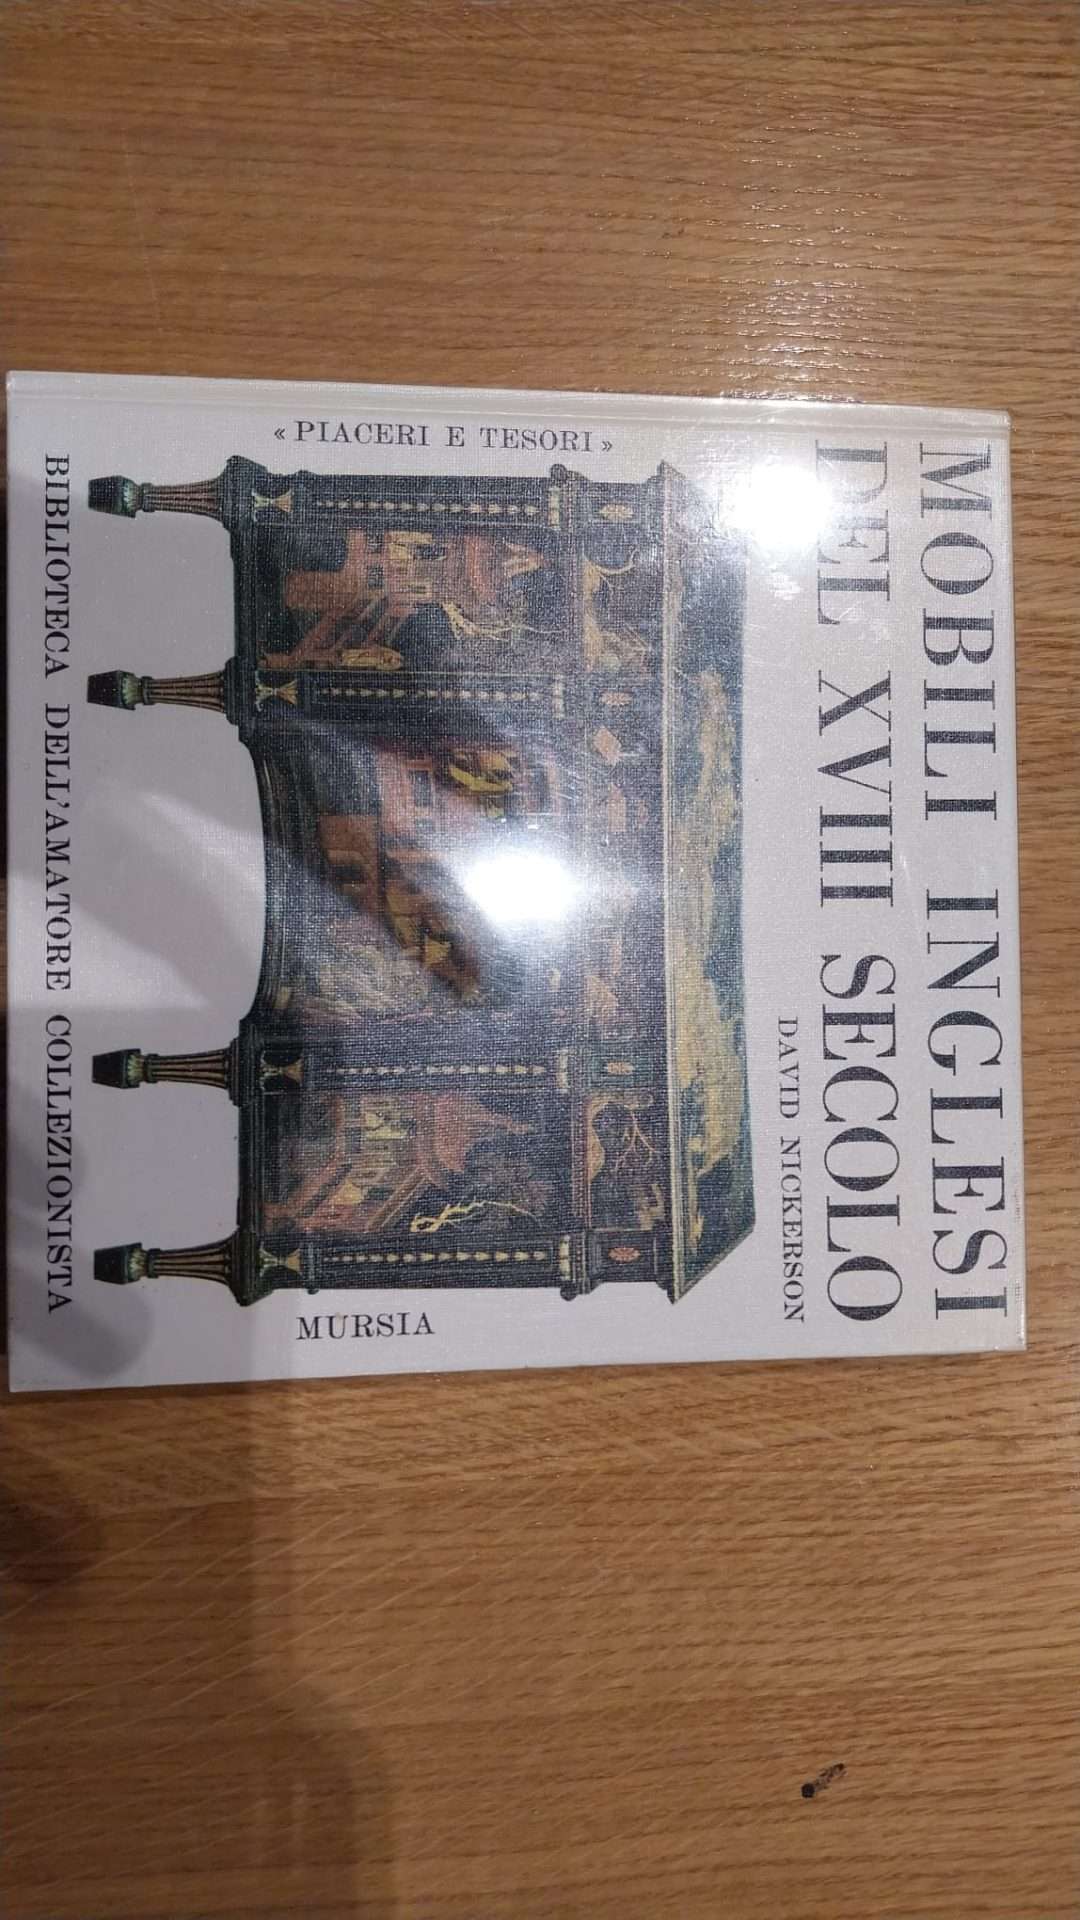 MOBILI INGLESI
DEL XVIII SECOLO
DAVID NICKERSON
« PIACERI E TESORI »
MURSIA
BIBLIOTECA DELL'AMATORE COLLEZIONISTA